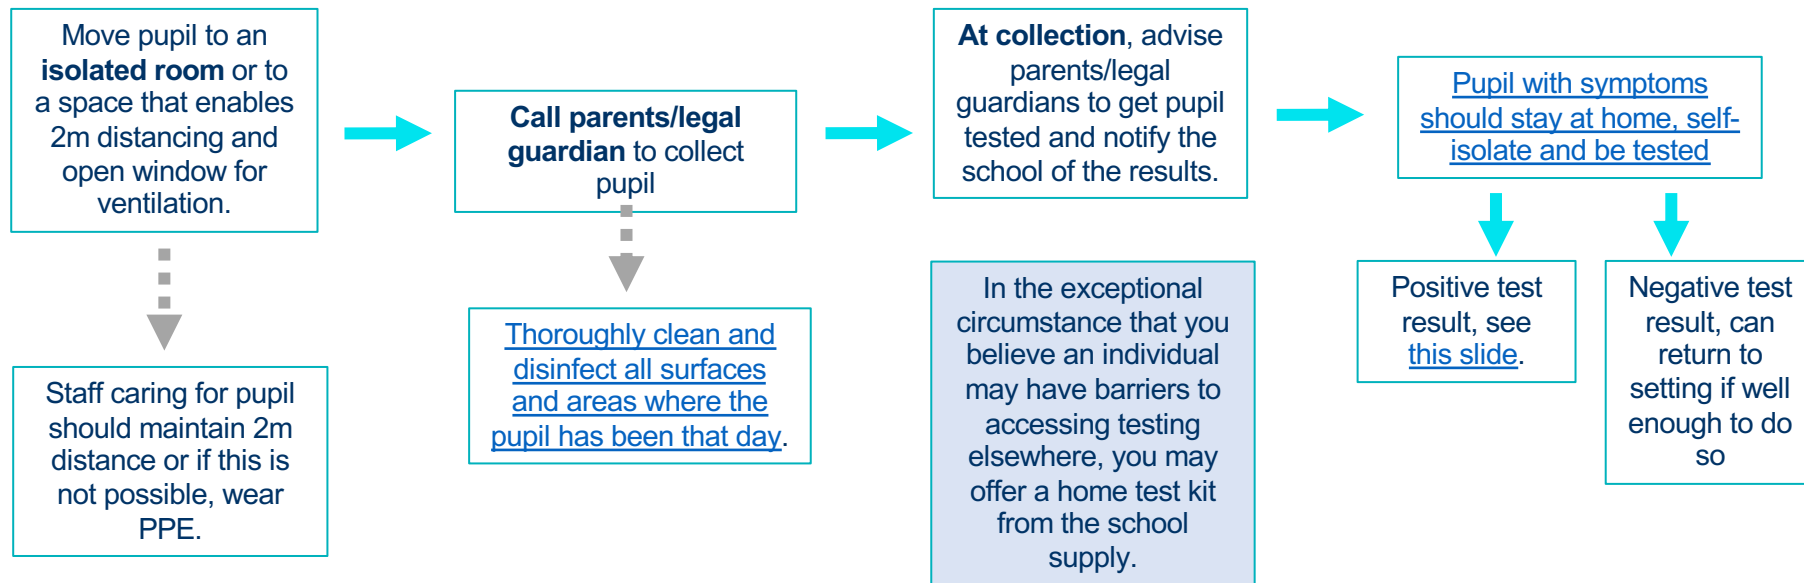 Move pupil to an
isolated room or to
a space that enables
2m distancing and
open window for
ventilation.
Staff caring for pupil
should maintain 2m
distance or if this is
not possible, wear
PPE.
Call parents/legal
guardian to collect
pupil
Thoroughly clean and
disinfect all surfaces
and areas where the
pupil has been that day.
At collection, advise
parents/legal
guardians to get pupil
tested and notify the
school of the results.
In the exceptional
circumstance that you
believe an individual
may have barriers to
accessing testing
elsewhere, you may
offer a home test kit
from the school
supply.
Pupil with symptoms
should stay at home, self-
isolate and be tested
Positive test
result, see
this slide.
Negative test
result, can
return to
setting if well
enough to do
so